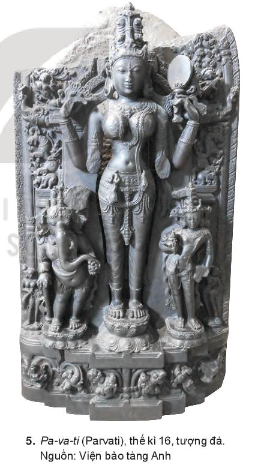 5. Pa-va-ti (Parvati), thế kỉ 16, tượng đá.
Nguồn: Viện bảo tàng Anh